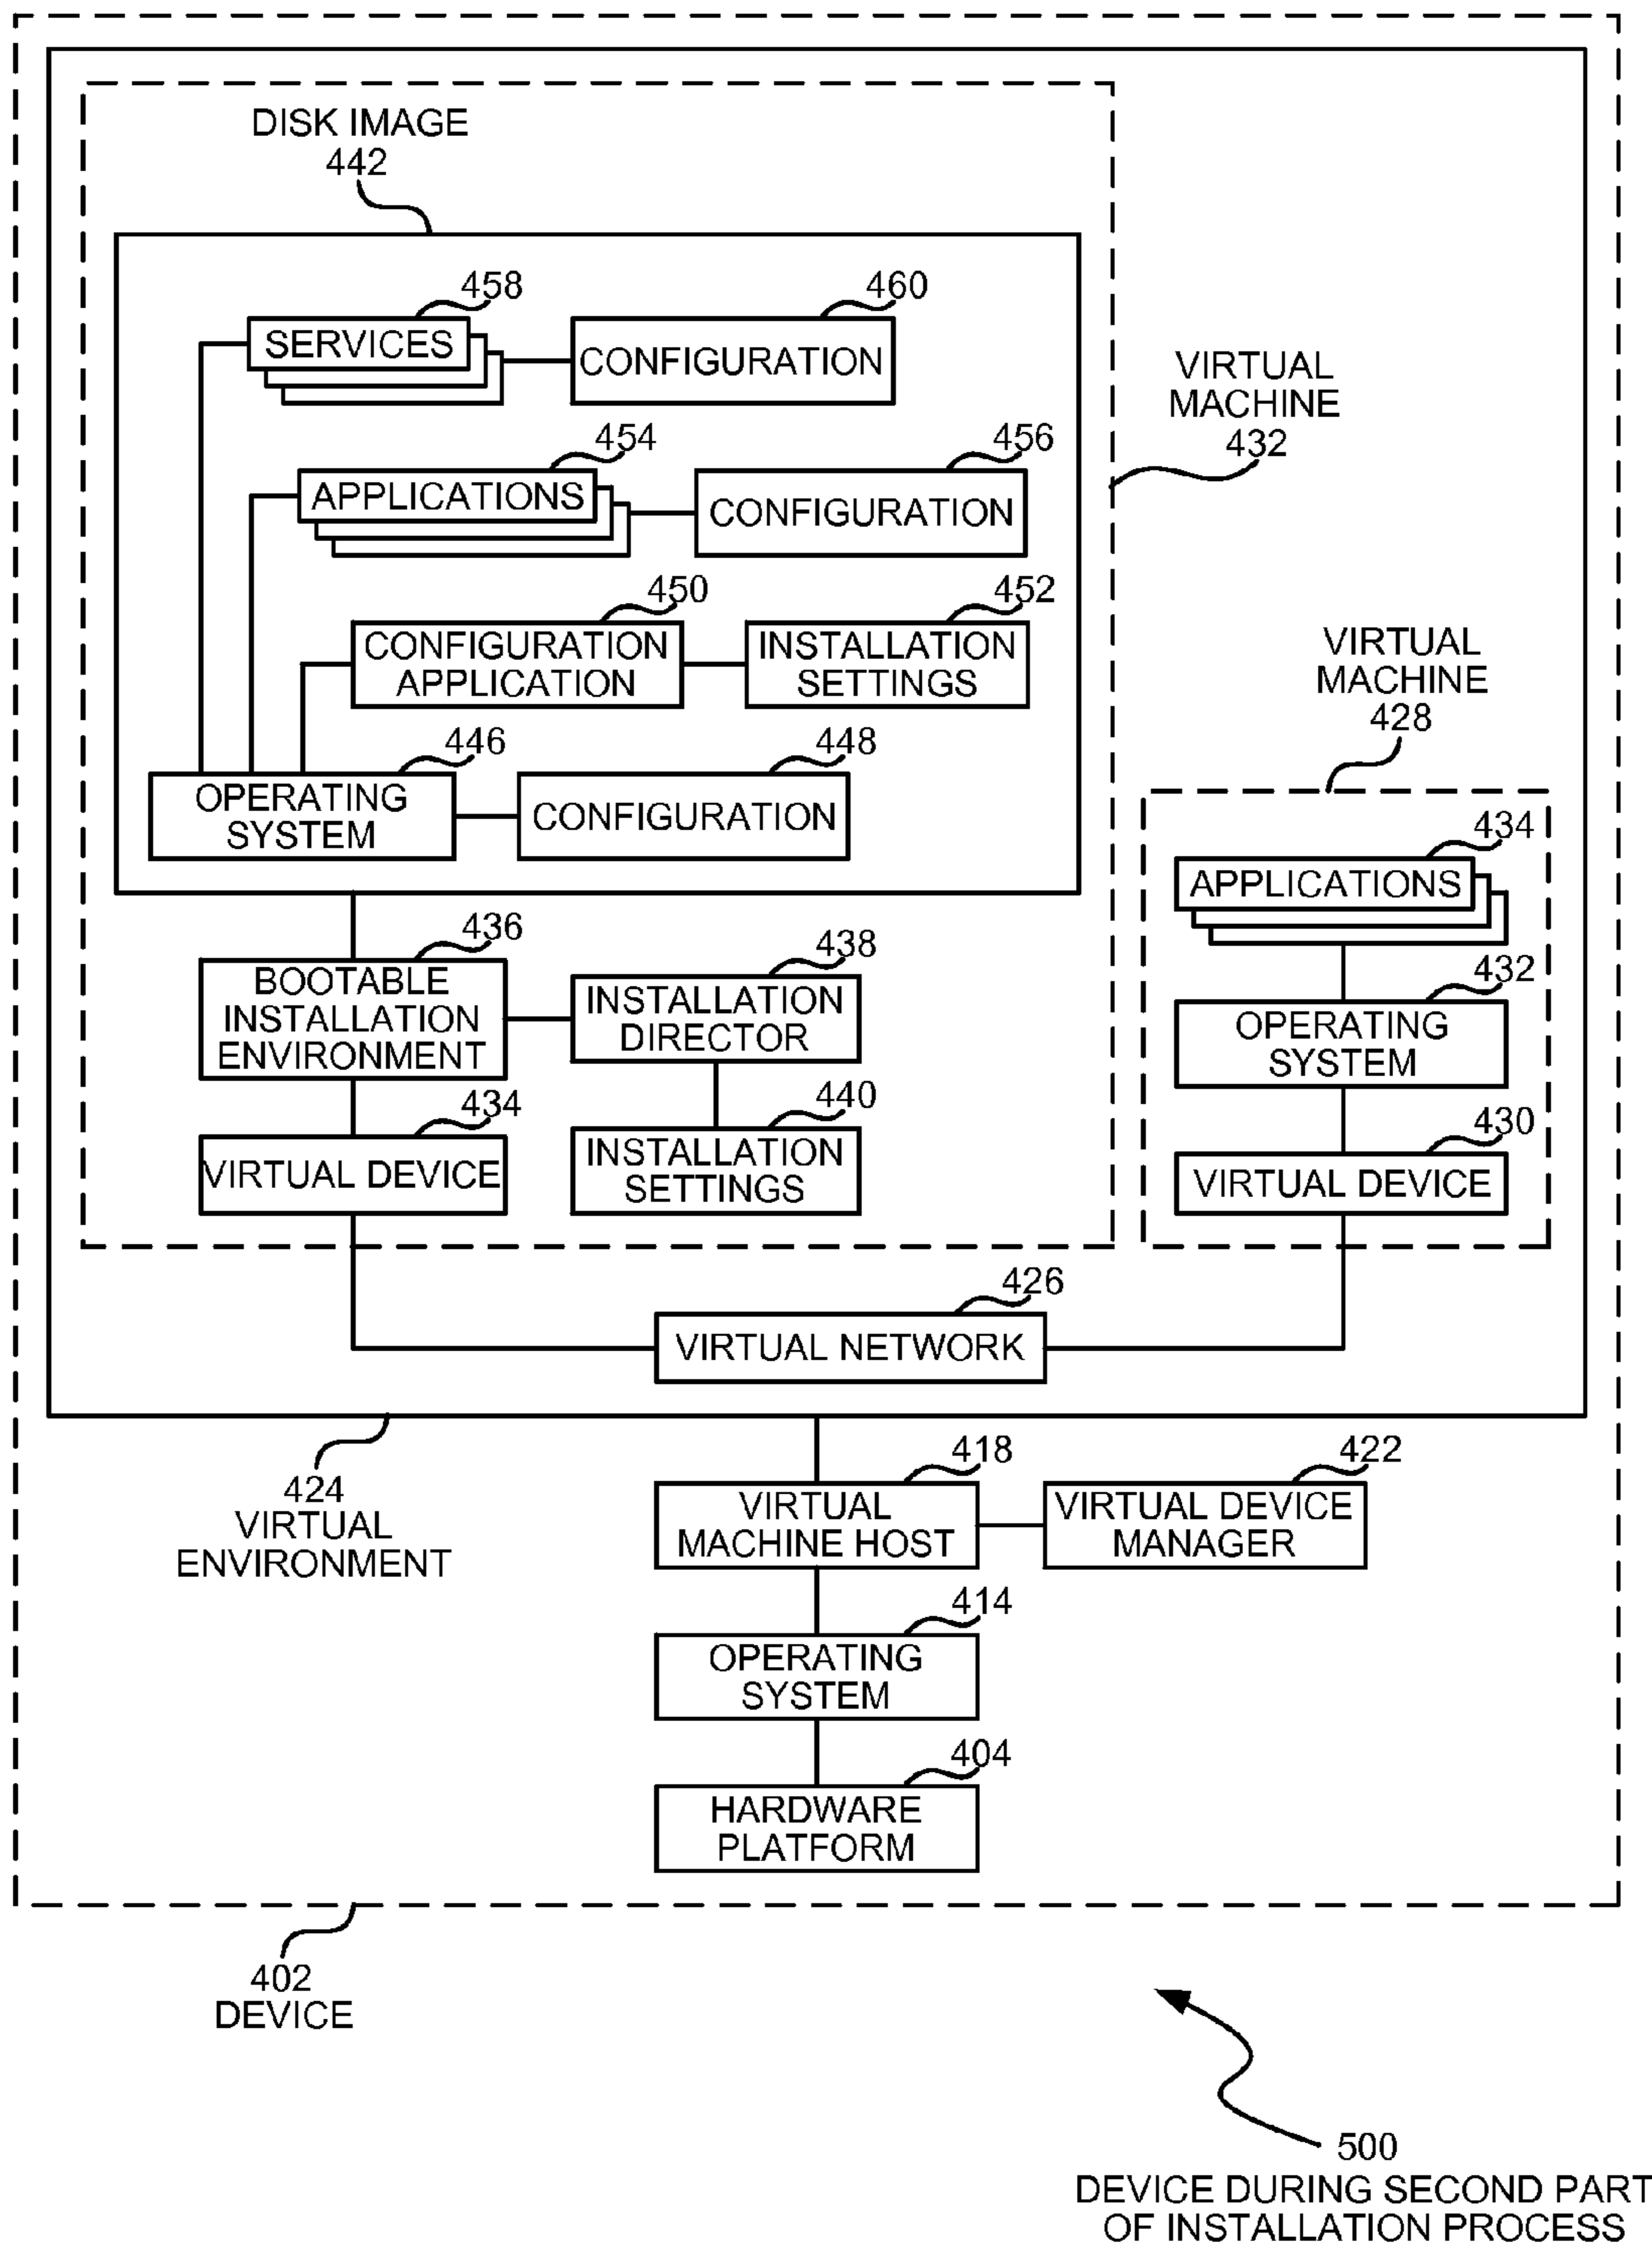 DISK IMAGE
442
458
SERVICES
460
CONFIGURATION
VIRTUAL
MACHINE
432
454
APPLICATIONS
456
CONFIGURATION
450
CONFIGURATION
APPLICATION
452
INSTALLATION
SETTINGS
446
OPERATING
SYSTEM
448
CONFIGURATION
VIRTUAL
MACHINE
428
434
APPLICATIONS
432
OPERATING
SYSTEM
430
VIRTUAL DEVICE
436
BOOTABLE
INSTALLATION
ENVIRONMENT
438
INSTALLATION
DIRECTOR
434
VIRTUAL DEVICE
440
INSTALLATION
SETTINGS
426
VIRTUAL NETWORK
424
VIRTUAL
ENVIRONMENT
418
VIRTUAL
MACHINE HOST
422
VIRTUAL DEVICE
MANAGER
414
OPERATING
SYSTEM
404
HARDWARE
PLATFORM
402
DEVICE
500
DEVICE DURING SECOND PART
OF INSTALLATION PROCESS